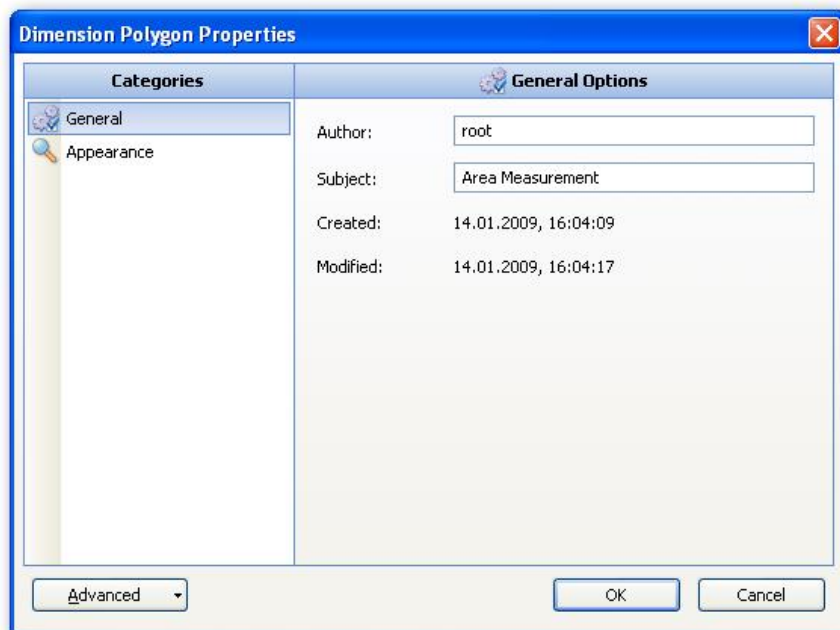 Dimension Polygon Properties
Categories
General Options
General
Appearance
Author: root
Subject: Area Measurement
Created: 14.01.2009, 16:04:09
Modified: 14.01.2009, 16:04:17
Advanced
OK
Cancel